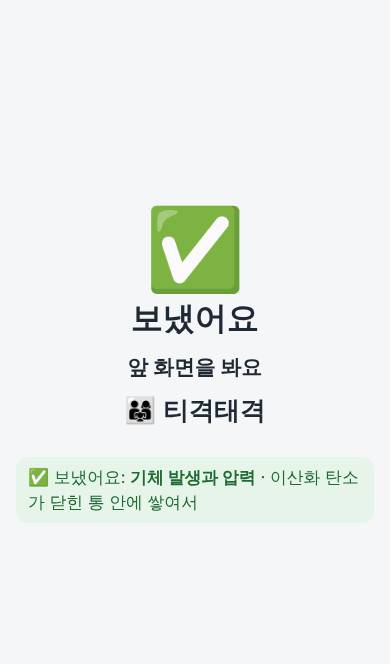 보냈어요
앞 화면을 봐요
👨‍👩‍👧 티격태격
✅ 보냈어요: 기체 발생과 압력 · 이산화 탄소
가 닫힌 통 안에 쌓여서